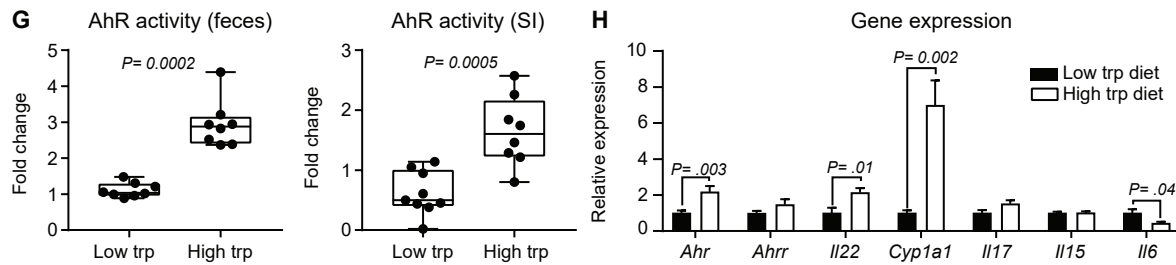 G
AhR activity (feces)
Fold change
5
4
3
2
1
0
P= 0.0002
Low trp
High trp
AhR activity (SI)
Fold change
3
2
1
0
P= 0.0005
Low trp
High trp
H
Gene expression
Relative expression
10
8
6
4
2
0
P= .003
P= .01
P= 0.002
P= .04
Low trp diet
High trp diet
Ahr
Ahrr
Il22
Cyp1a1
Il17
Il15
Il6